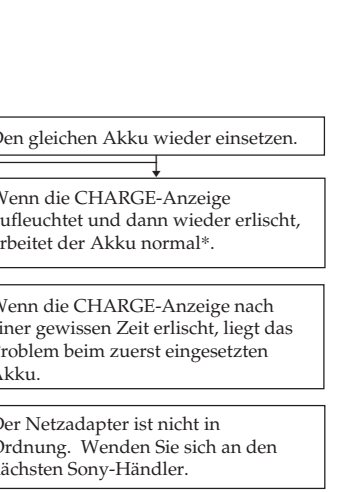 Den gleichen Akku wieder einsetzen.
Wenn die CHARGE-Anzeige
ufleuchtet und dann wieder erlischt,
rbeitet der Akku normal*.
Wenn die CHARGE-Anzeige nach
iner gewissen Zeit erlischt, liegt das
Problem beim zuerst eingesetzten
Akku.
Der Netzadapter ist nicht in
Ordnung. Wenden Sie sich an den
ächsten Sony-Händler.